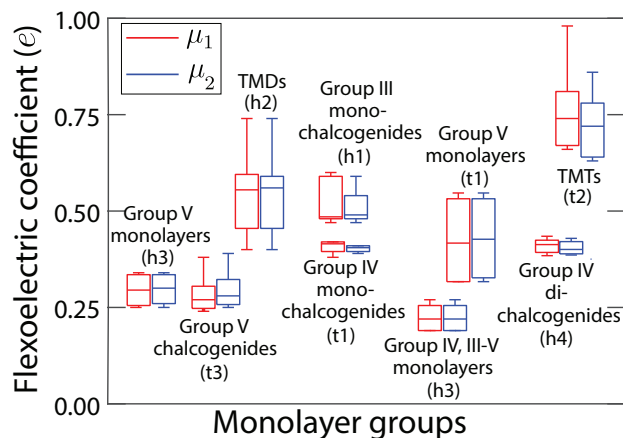 1.00
0.75
0.50
0.25
0.00
Flexoelectric coefficient (e)
μ1
μ2
TMDs
(h2)
Group III
mono-
chalcogenides
(h1)
Group V
monolayers
(t1)
TMTs
(t2)
Group V
monolayers
(h3)
Group V
chalcogenides
(t3)
Group IV
mono-
chalcogenides
(t1)
Group IV, III-V
monolayers
(h3)
Group IV
di-
chalcogenides
(h4)
Monolayer groups